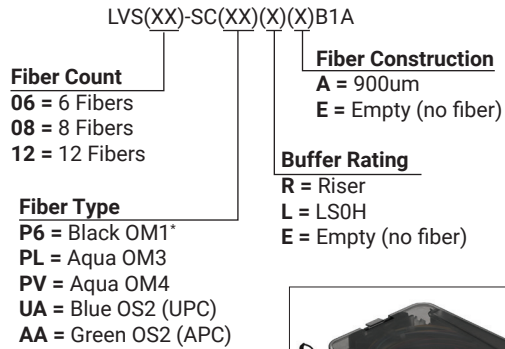 LVS(XX)-SC(XX)(X)(X)B1A
Fiber Construction
A = 900um
E = Empty (no fiber)
Fiber Count
06 = 6 Fibers
08 = 8 Fibers
12 = 12 Fibers
Buffer Rating
R = Riser
L = LS0H
E = Empty (no fiber)
Fiber Type
P6 = Black OM1*
PL = Aqua OM3
PV = Aqua OM4
UA = Blue OS2 (UPC)
AA = Green OS2 (APC)